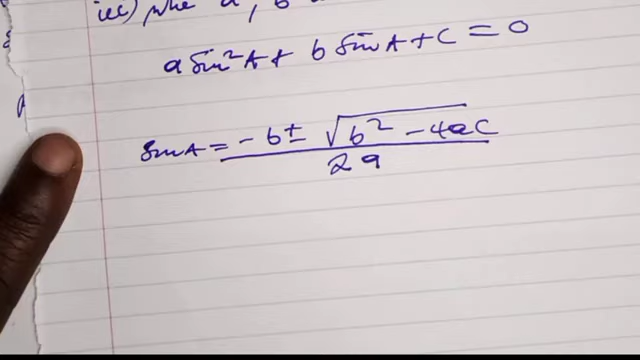 a, b
a Sin²A + b SinA + C = 0
SinA = -b ± √b² - 4ac
2a